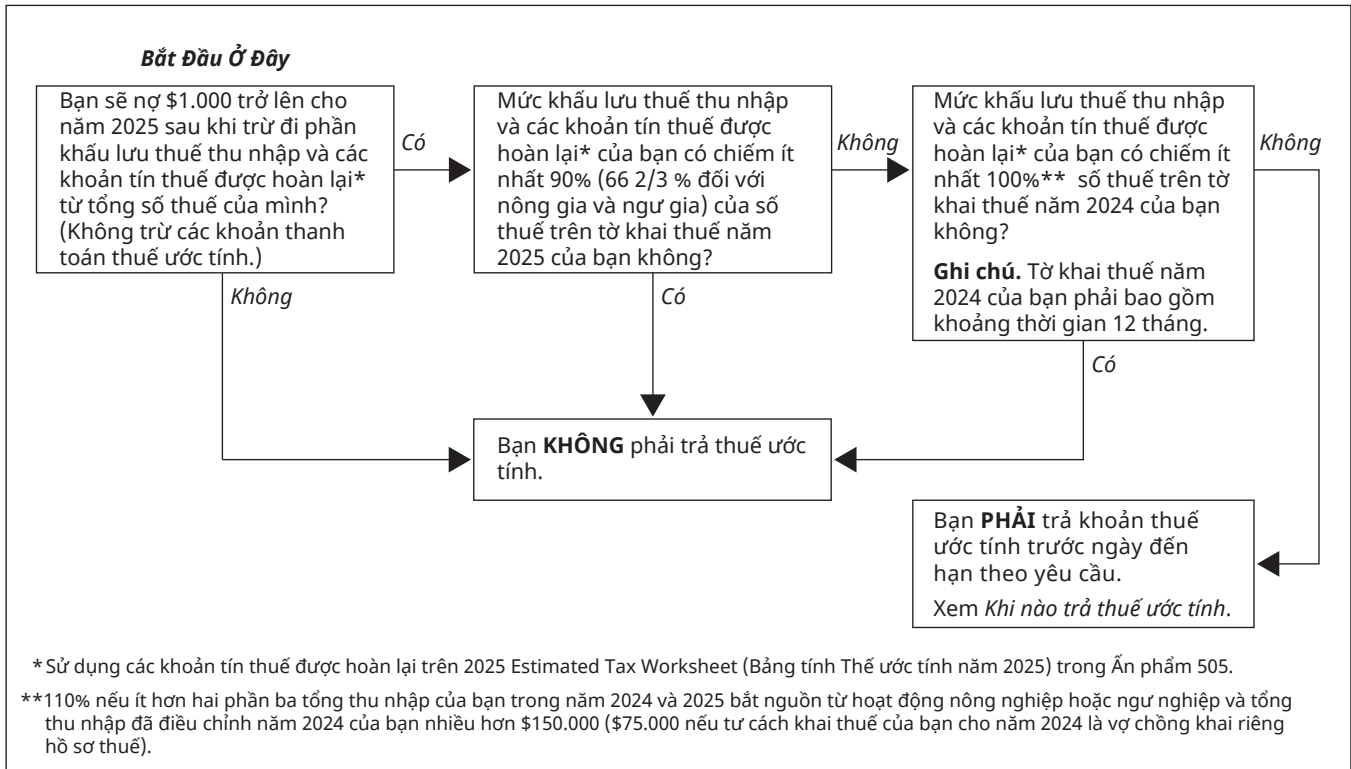 Bắt Đầu Ở Đây
Bạn sẽ nợ $1.000 trở lên cho
năm 2025 sau khi trừ đi phần
khấu lưu thuế thu nhập và các
khoản tín thuế được hoàn lại*
từ tổng số thuế của mình?
(Không trừ các khoản thanh
toán thuế ước tính.)
Có
Không
Mức khấu lưu thuế thu nhập
và các khoản tín thuế được
hoàn lại* của bạn có chiếm ít
nhất 90% (66 2/3 % đối với
nông gia và ngư gia) của số
thuế trên tờ khai thuế năm
2025 của bạn không?
Không
Có
Mức khấu lưu thuế thu nhập
và các khoản tín thuế được
hoàn lại* của bạn có chiếm ít
nhất 100%** số thuế trên tờ
khai thuế năm 2024 của bạn
không?
Ghi chú. Tờ khai thuế năm
2024 của bạn phải bao gồm
khoảng thời gian 12 tháng.
Không
Có
Bạn KHÔNG phải trả thuế ước
tính.
Bạn PHẢI trả khoản thuế
ước tính trước ngày đến
hạn theo yêu cầu.
Xem Khi nào trả thuế ước tính.
* Sử dụng các khoản tín thuế được hoàn lại trên 2025 Estimated Tax Worksheet (Bảng tính Thế ước tính năm 2025) trong Ấn phẩm 505.
**110% nếu ít hơn hai phần ba tổng thu nhập của bạn trong năm 2024 và 2025 bắt nguồn từ hoạt động nông nghiệp hoặc ngư nghiệp và tổng
thu nhập đã điều chỉnh năm 2024 của bạn nhiều hơn $150.000 ($75.000 nếu tư cách khai thuế của bạn cho năm 2024 là vợ chồng khai riêng
hồ sơ thuế).